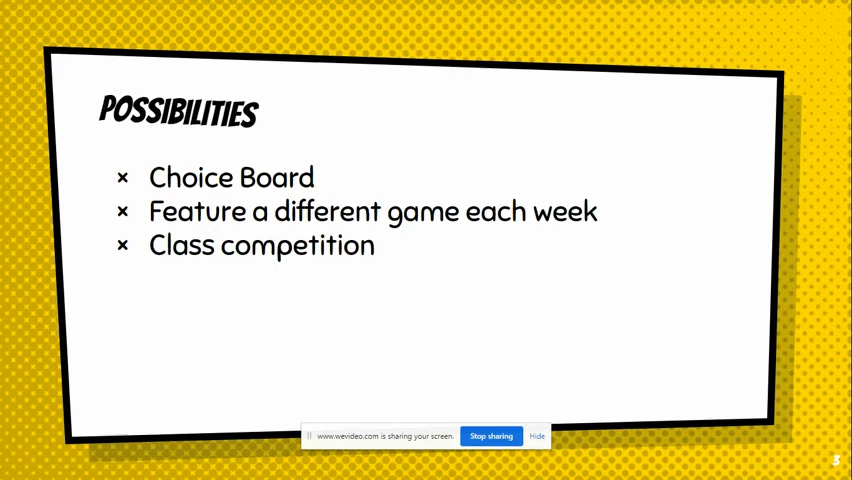 POSSIBILITIES
× Choice Board
× Feature a different game each week
× Class competition
www.wevideo.com is sharing your screen. Stop sharing Hide
3